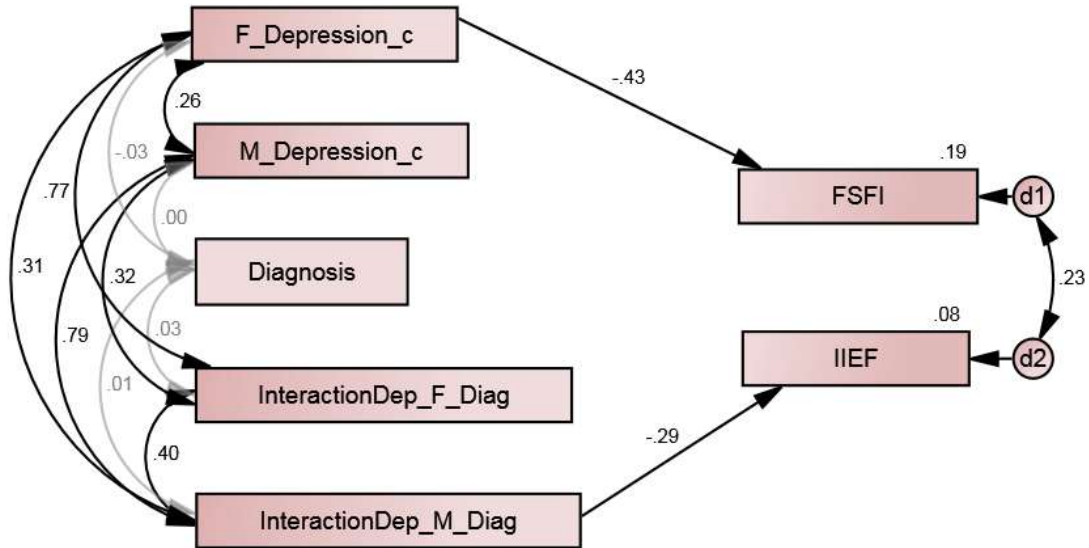 F_Depression_c
-.43
.26
M_Depression_c
-.03
.19
.77
FSFI
d1
.00
Diagnosis
.31
.32
.23
.79
.03
.08
IIEF
d2
.01
InteractionDep_F_Diag
-.29
.40
InteractionDep_M_Diag